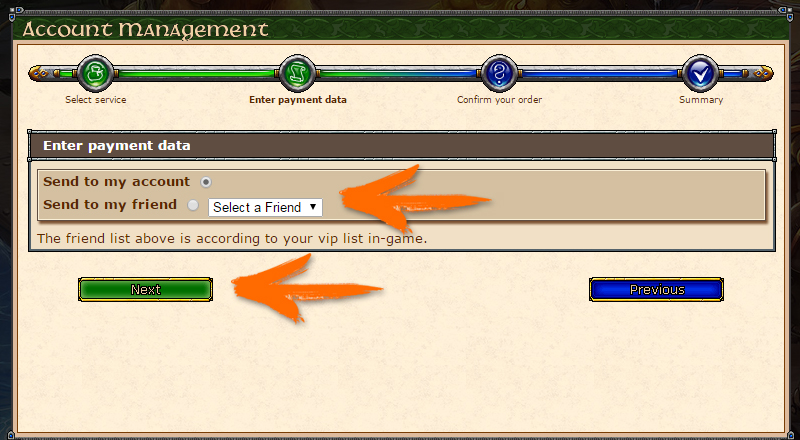 Account Management
Select service
Enter payment data
Confirm your order
Summary
Enter payment data
Send to my account
Send to my friend Select a Friend
The friend list above is according to your vip list in-game.
Next
Previous